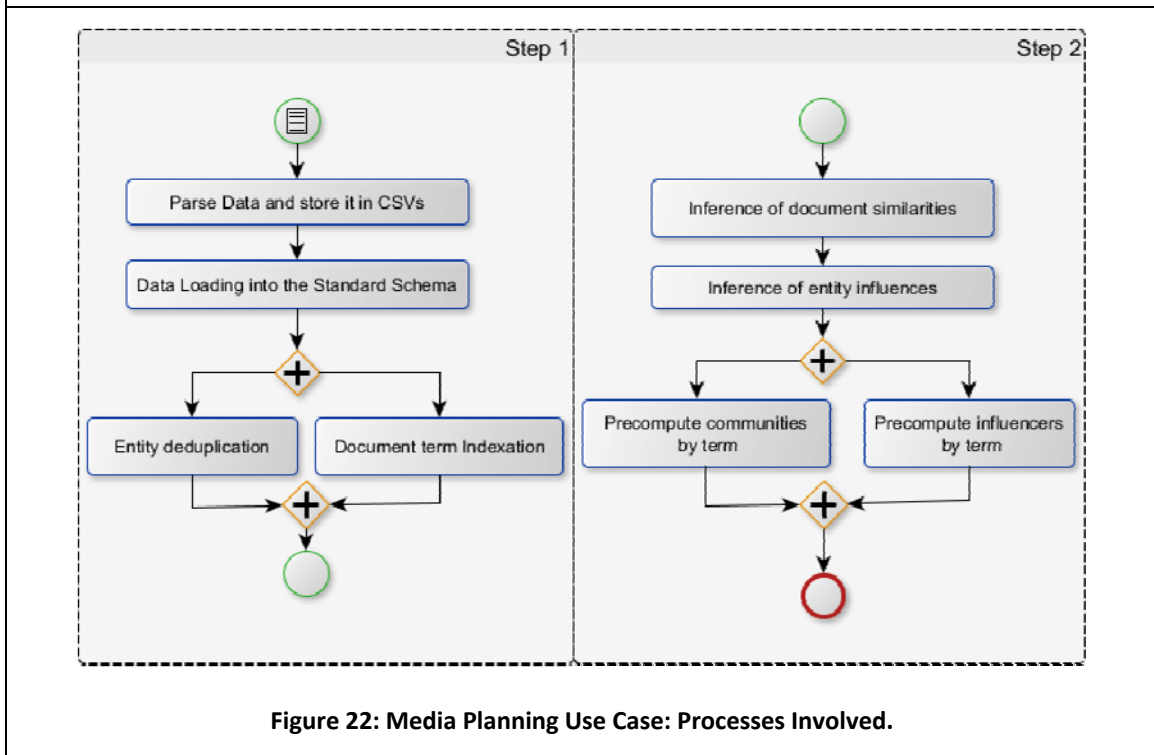 Step 1
Parse Data and store it in CSVs
Data Loading into the Standard Schema
Entity deduplication
Document term Indexation
Step 2
Inference of document similarities
Inference of entity influences
Precompute communities
by term
Precompute influencers
by term
Figure 22: Media Planning Use Case: Processes Involved.